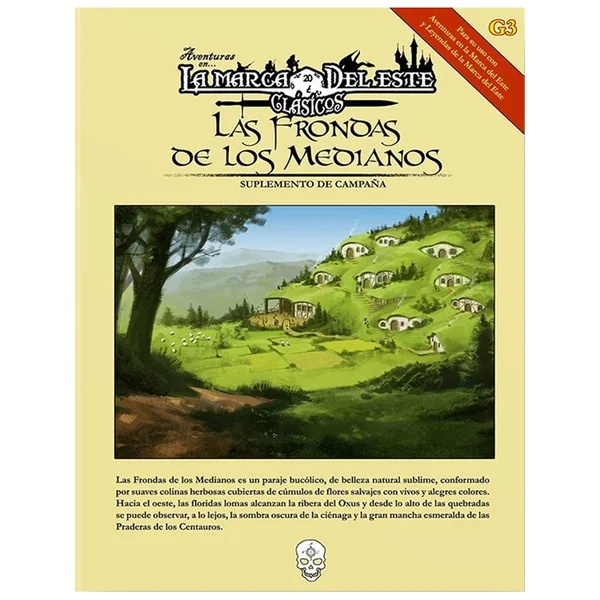 G3
Para su uso con
Aventuras en la Marca del Este
y Leyendas de la Marca del Este
Aventuras
en...
LA MARCA DEL ESTE
20
CLÁSICOS
LAS FRONDAS
DE LOS MEDIANOS
SUPLEMENTO DE CAMPAÑA
Las Frondas de los Medianos es un paraje bucólico, de belleza natural sublime, conformado
por suaves colinas herbosas cubiertas de cúmulos de flores salvajes con vivos y alegres colores.
Hacia el oeste, las floridas lomas alcanzan la ribera del Oxus y desde lo alto de las quebradas
se puede observar, a lo lejos, la sombra oscura de la ciénaga y la gran mancha esmeralda de las
Praderas de los Centauros.